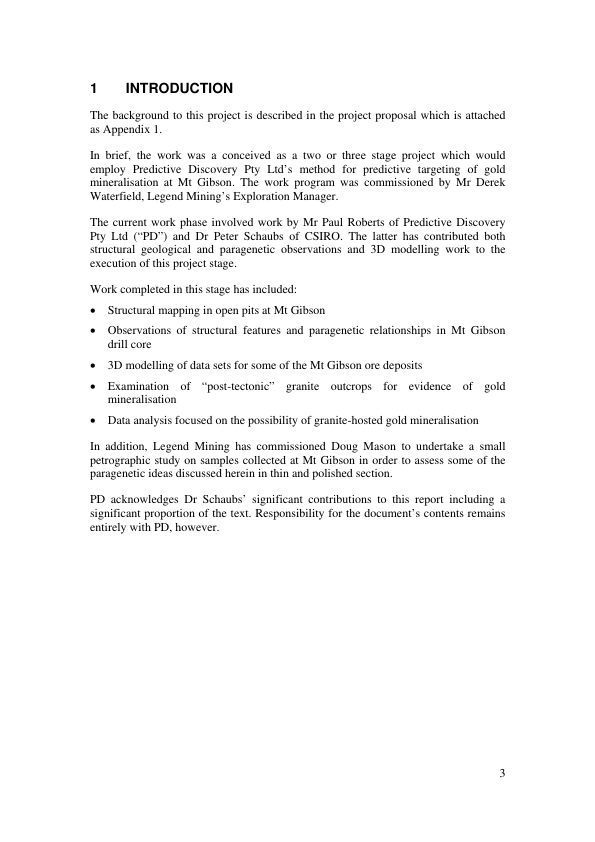 1 INTRODUCTION
The background to this project is described in the project proposal which is attached
as Appendix 1.
In brief, the work was a conceived as a two or three stage project which would
employ Predictive Discovery Pty Ltd’s method for predictive targeting of gold
mineralisation at Mt Gibson. The work program was commissioned by Mr Derek
Waterfield, Legend Mining’s Exploration Manager.
The current work phase involved work by Mr Paul Roberts of Predictive Discovery
Pty Ltd (“PD”) and Dr Peter Schaubs of CSIRO. The latter has contributed both
structural geological and paragenetic observations and 3D modelling work to the
execution of this project stage.
Work completed in this stage has included:
• Structural mapping in open pits at Mt Gibson
• Observations of structural features and paragenetic relationships in Mt Gibson
drill core
• 3D modelling of data sets for some of the Mt Gibson ore deposits
• Examination of “post-tectonic” granite outcrops for evidence of gold
mineralisation
• Data analysis focused on the possibility of granite-hosted gold mineralisation
In addition, Legend Mining has commissioned Doug Mason to undertake a small
petrographic study on samples collected at Mt Gibson in order to assess some of the
paragenetic ideas discussed herein in thin and polished section.
PD acknowledges Dr Schaubs’ significant contributions to this report including a
significant proportion of the text. Responsibility for the document’s contents remains
entirely with PD, however.
3